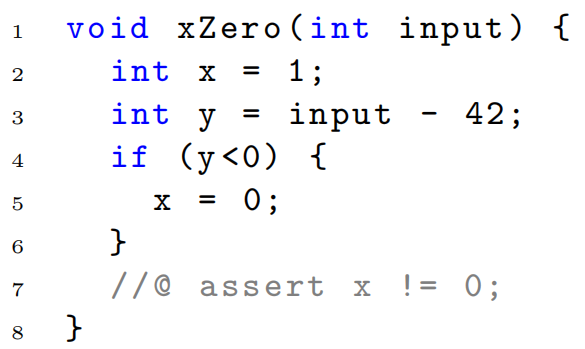 1 void xZero(int input) {
2   int x = 1;
3   int y = input - 42;
4   if (y<0) {
5     x = 0;
6   }
7   //@ assert x != 0;
8 }